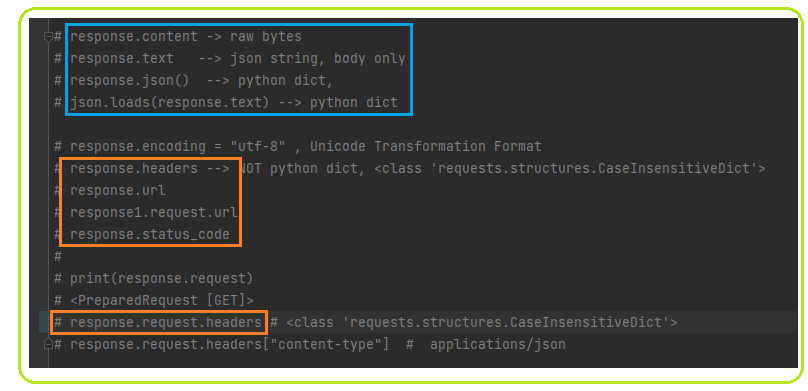 # response.content -> raw bytes
# response.text   --> json string, body only
# response.json()  --> python dict,
# json.loads(response.text) --> python dict
# response.encoding = "utf-8" , Unicode Transformation Format
# response.headers --> NOT python dict, <class 'requests.structures.CaseInsensitiveDict'>
# response.url
# response1.request.url
# response.status_code
#
# print(response.request)
# <PreparedRequest [GET]>
# response.request.headers # <class 'requests.structures.CaseInsensitiveDict'>
# response.request.headers["content-type"]  #  applications/json